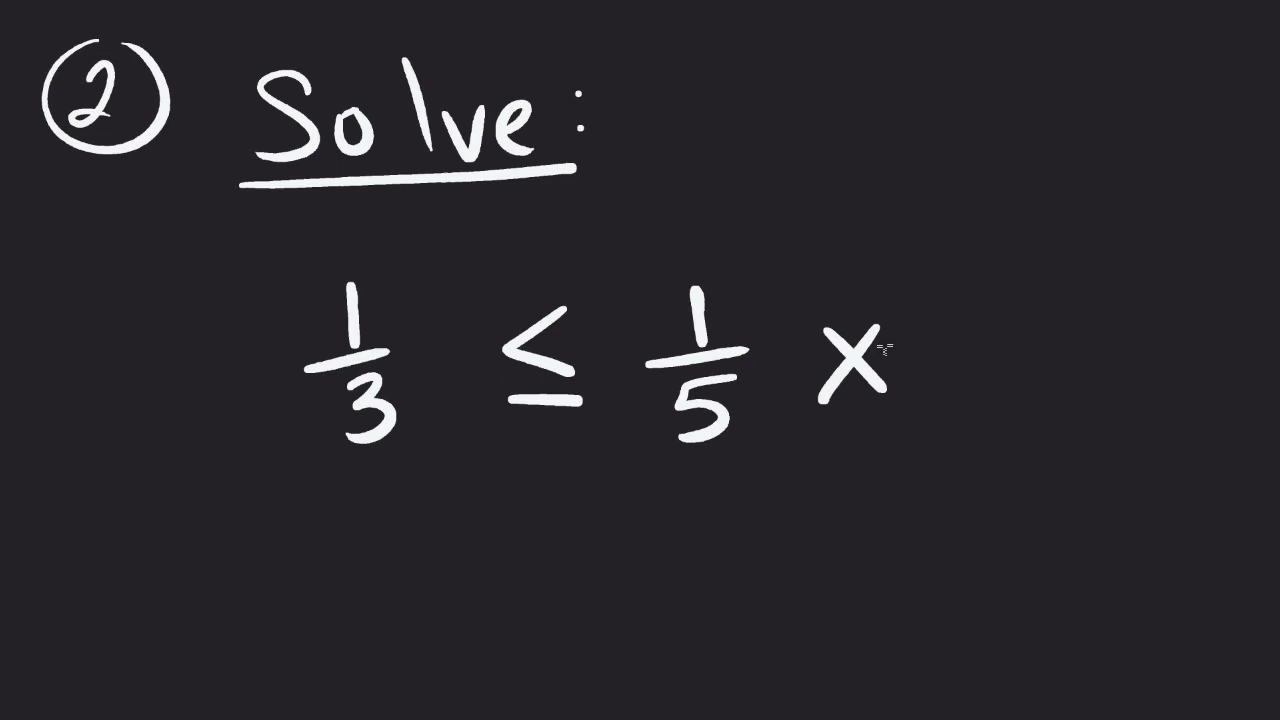 ② Solve:
1/3 ≤ 1/5 x